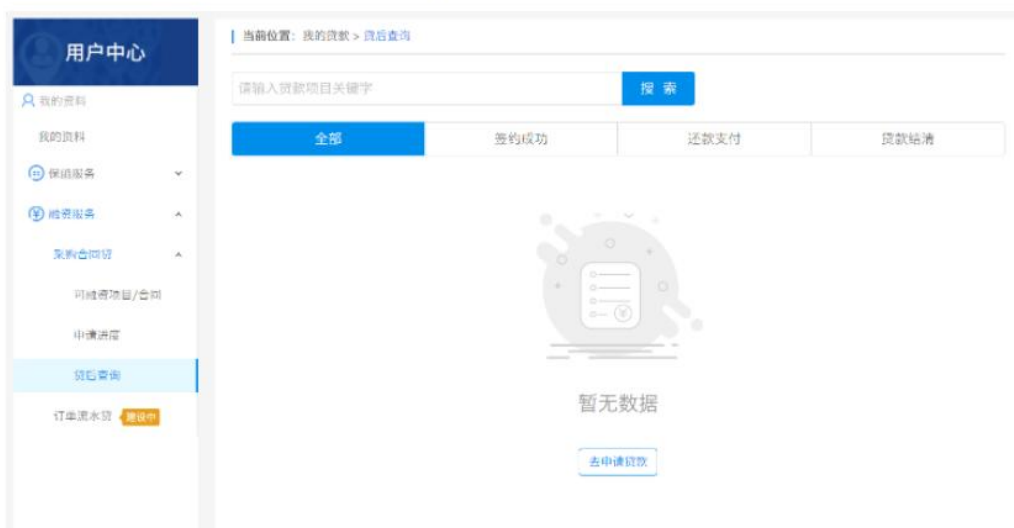 用户中心
我的资料
我的资料
保函服务
融资服务
采购合同贷
可融资项目/合同
申请进度
贷后查询
订单流水贷 建设中
当前位置：我的贷款 > 贷后查询
请输入贷款项目关键字 搜索
全部 签约成功 还款支付 贷款结清
暂无数据
去申请贷款